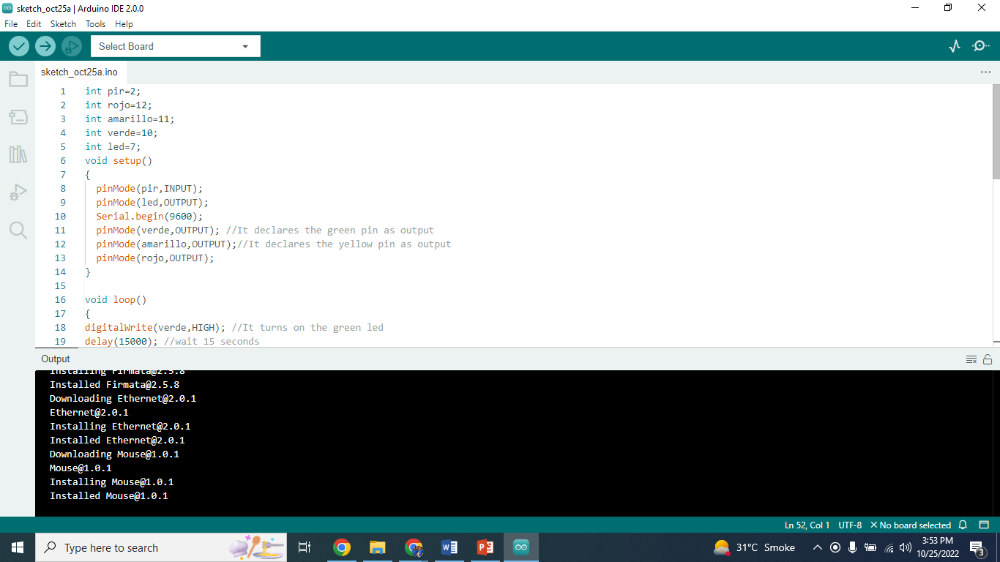 sketch_oct25a | Arduino IDE 2.0.0
File Edit Sketch Tools Help
Select Board
sketch_oct25a.ino
1 int pir=2;
2 int rojo=12;
3 int amarillo=11;
4 int verde=10;
5 int led=7;
6 void setup()
7 {
8 pinMode(pir,INPUT);
9 pinMode(led,OUTPUT);
10 Serial.begin(9600);
11 pinMode(verde,OUTPUT); //It declares the green pin as output
12 pinMode(amarillo,OUTPUT);//It declares the yellow pin as output
13 pinMode(rojo,OUTPUT);
14 }
15
16 void loop()
17 {
18 digitalWrite(verde,HIGH); //It turns on the green led
19 delay(15000); //wait 15 seconds
Output
Installing Firmata@2.5.8
Installed Firmata@2.5.8
Downloading Ethernet@2.0.1
Ethernet@2.0.1
Installing Ethernet@2.0.1
Installed Ethernet@2.0.1
Downloading Mouse@1.0.1
Mouse@1.0.1
Installing Mouse@1.0.1
Installed Mouse@1.0.1
Ln 52, Col 1 UTF-8 No board selected
Type here to search
31°C Smoke
3:53 PM
10/25/2022
3